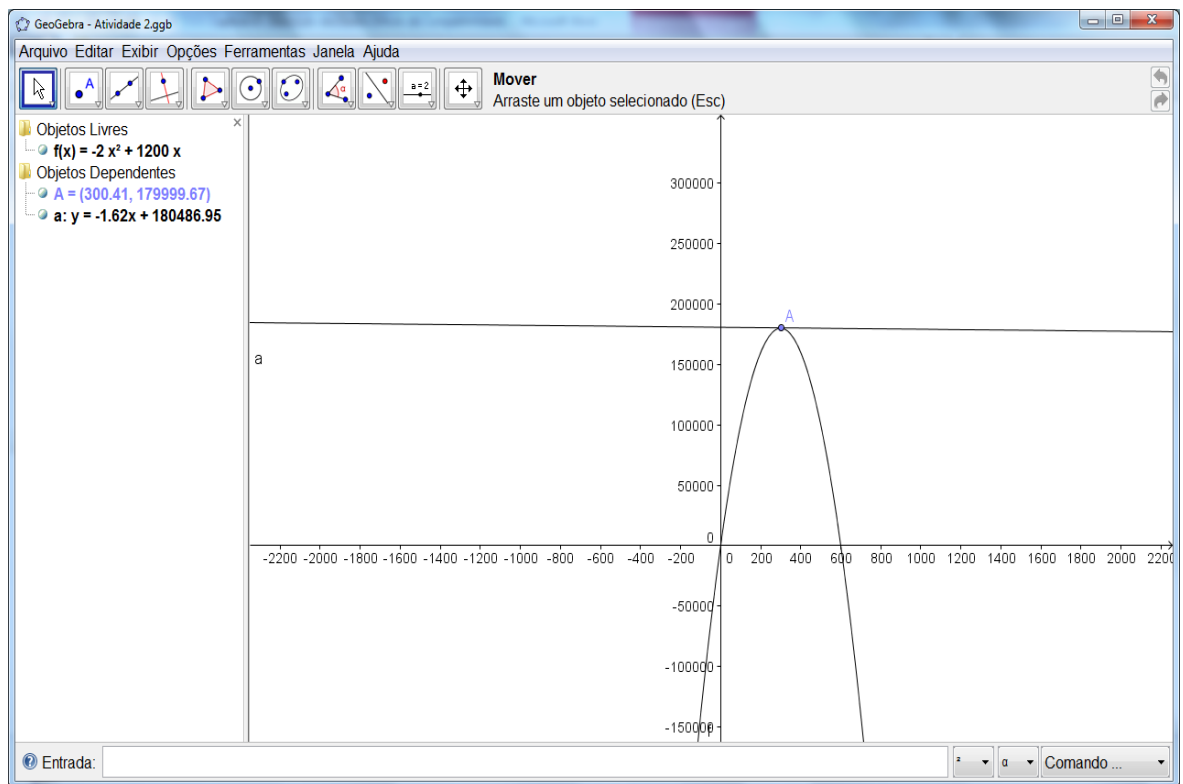 GeoGebra - Atividade 2.ggb
Arquivo Editar Exibir Opções Ferramentas Janela Ajuda
A
α
a=2
Mover
Arraste um objeto selecionado (Esc)
Objetos Livres
f(x) = -2 x² + 1200 x
Objetos Dependentes
A = (300.41, 179999.67)
a: y = -1.62x + 180486.95
300000
250000
200000
A
a
150000
100000
50000
0
-2200 -2000 -1800 -1600 -1400 -1200 -1000 -800 -600 -400 -200 0 200 400 600 800 1000 1200 1400 1600 1800 2000 2200
-50000
-100000
-150000
f
Entrada:
²
α
Comando ...